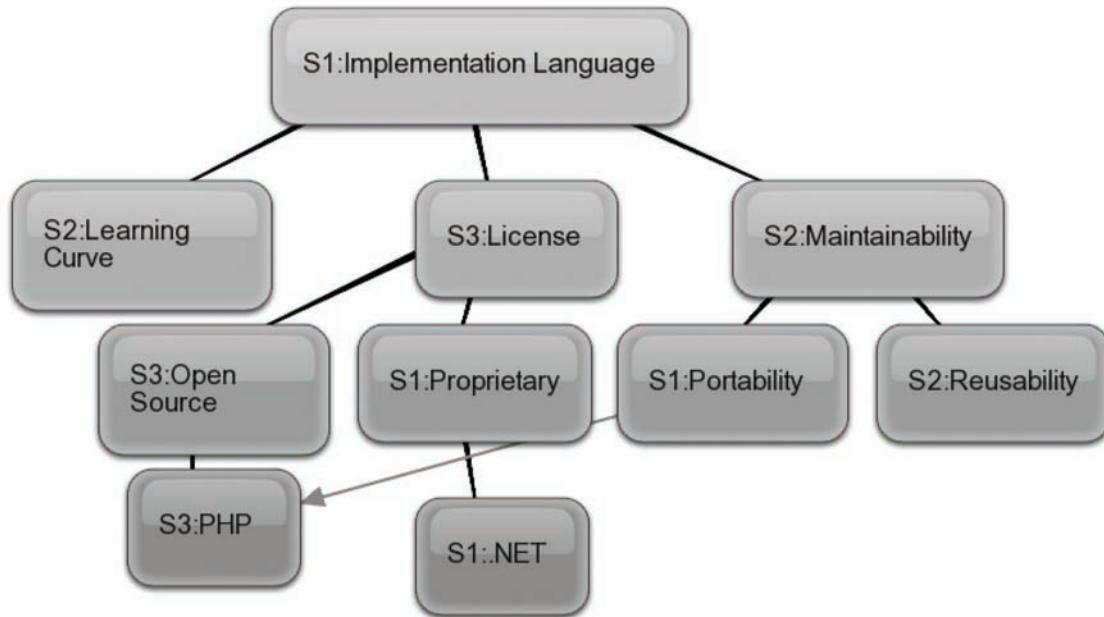 S1:Implementation Language
S2:Learning
Curve
S3:License
S2:Maintainability
S3:Open
Source
S1:Proprietary
S1:Portability
S2:Reusability
S3:PHP
S1:.NET